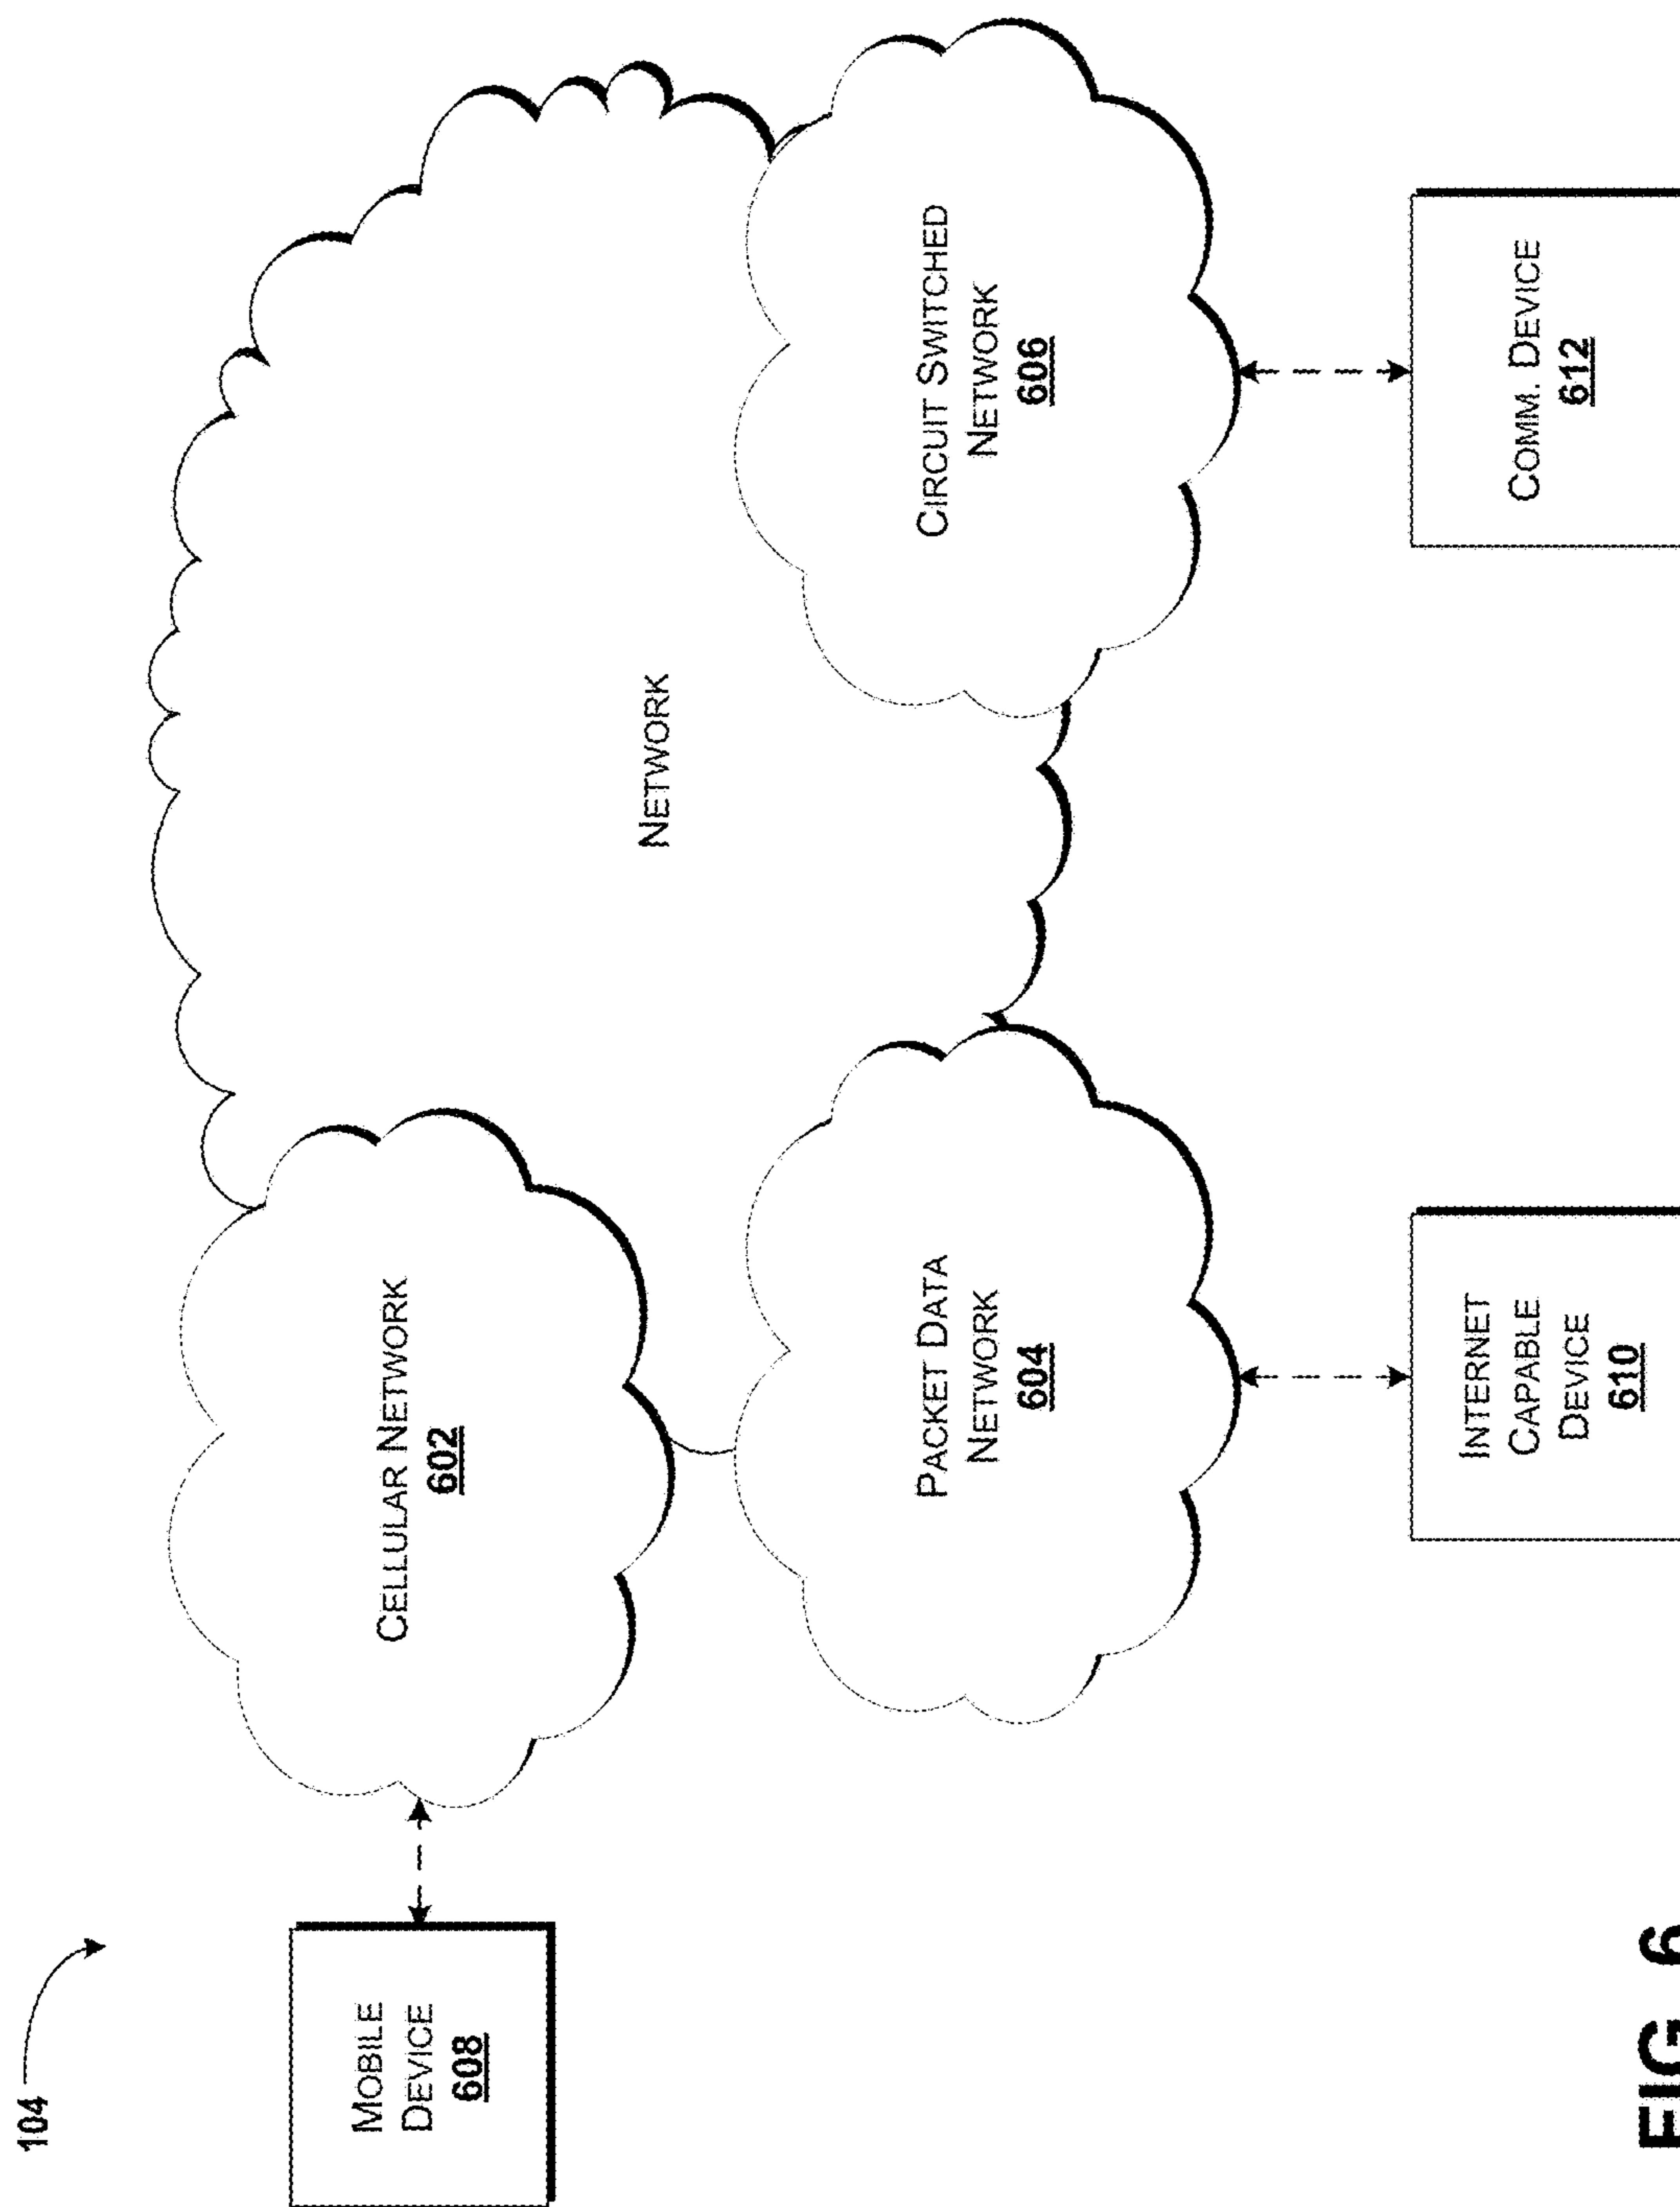 104
MOBILE
DEVICE
608
CELLULAR NETWORK
602
NETWORK
PACKET DATA
NETWORK
604
CIRCUIT SWITCHED
NETWORK
606
INTERNET
CAPABLE
DEVICE
610
COMM. DEVICE
612
FIG. 6